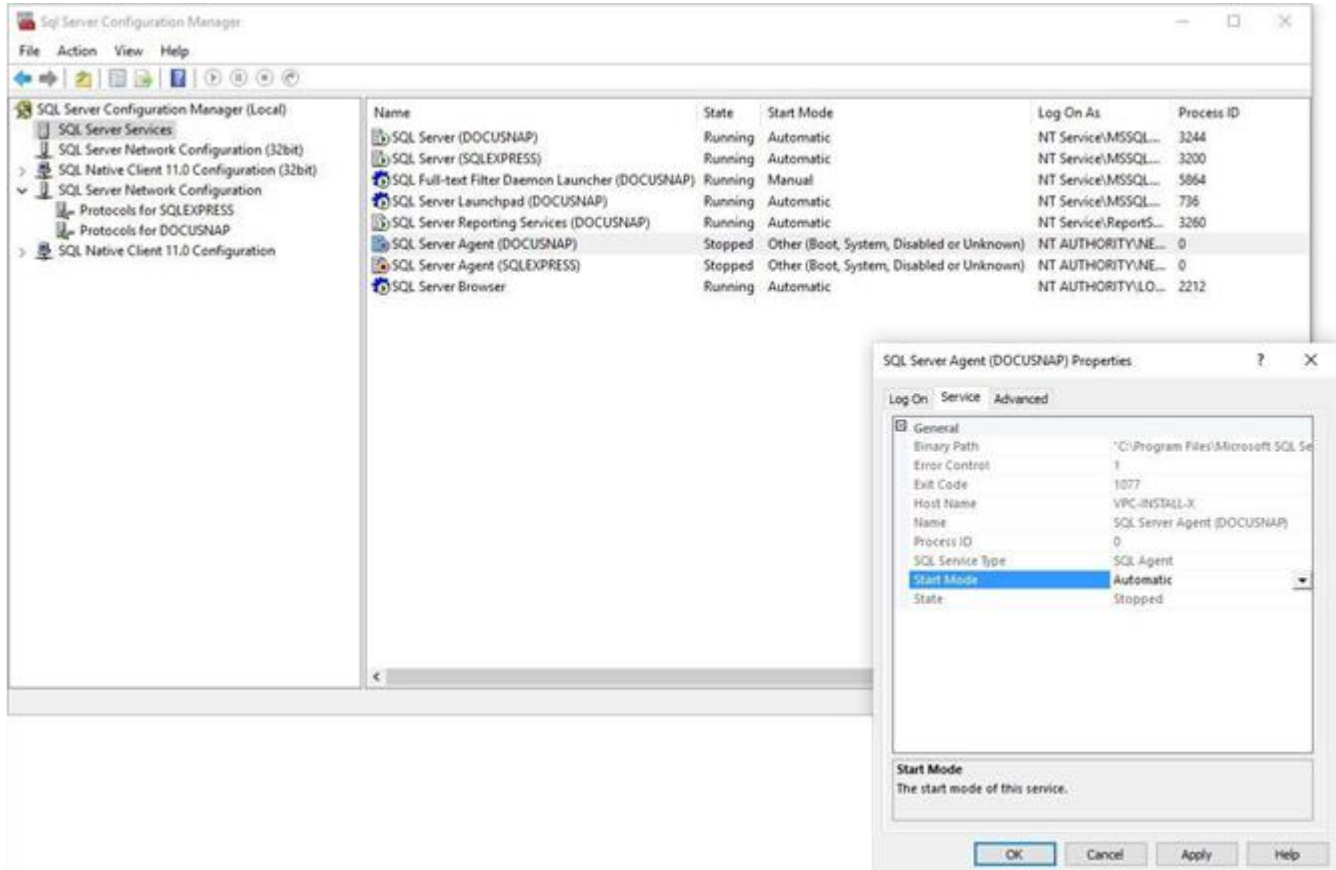 Sql Server Configuration Manager
File Action View Help
SQL Server Configuration Manager (Local)
SQL Server Services
SQL Server Network Configuration (32bit)
SQL Native Client 11.0 Configuration (32bit)
SQL Server Network Configuration
Protocols for SQLEXPRESS
Protocols for DOCUSNAP
SQL Native Client 11.0 Configuration
Name State Start Mode Log On As Process ID
SQL Server (DOCUSNAP) Running Automatic NT Service\MSSQL... 3244
SQL Server (SQLEXPRESS) Running Automatic NT Service\MSSQL... 3200
SQL Full-text Filter Daemon Launcher (DOCUSNAP) Running Manual NT Service\MSSQL... 5864
SQL Server Launchpad (DOCUSNAP) Running Automatic NT Service\MSSQL... 736
SQL Server Reporting Services (DOCUSNAP) Running Automatic NT Service\ReportS... 3260
SQL Server Agent (DOCUSNAP) Stopped Other (Boot, System, Disabled or Unknown) NT AUTHORITY\NE... 0
SQL Server Agent (SQLEXPRESS) Stopped Other (Boot, System, Disabled or Unknown) NT AUTHORITY\NE... 0
SQL Server Browser Running Automatic NT AUTHORITY\LO... 2212
SQL Server Agent (DOCUSNAP) Properties ?
Log On Service Advanced
General
Binary Path "C:\Program Files\Microsoft SQL Se
Error Control 1
Exit Code 1077
Host Name VPC-INSTALL-X
Name SQL Server Agent (DOCUSNAP)
Process ID 0
SQL Service Type SQL Agent
Start Mode Automatic
State Stopped
Start Mode
The start mode of this service.
OK Cancel Apply Help